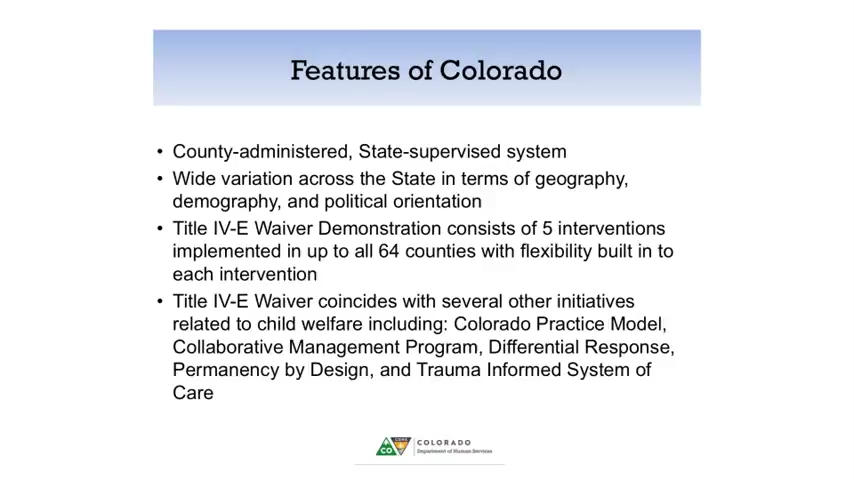 Features of Colorado
• County-administered, State-supervised system
• Wide variation across the State in terms of geography,
demography, and political orientation
• Title IV-E Waiver Demonstration consists of 5 interventions
implemented in up to all 64 counties with flexibility built in to
each intervention
• Title IV-E Waiver coincides with several other initiatives
related to child welfare including: Colorado Practice Model,
Collaborative Management Program, Differential Response,
Permanency by Design, and Trauma Informed System of
Care
CO
CDHS
COLORADO
Department of Human Services